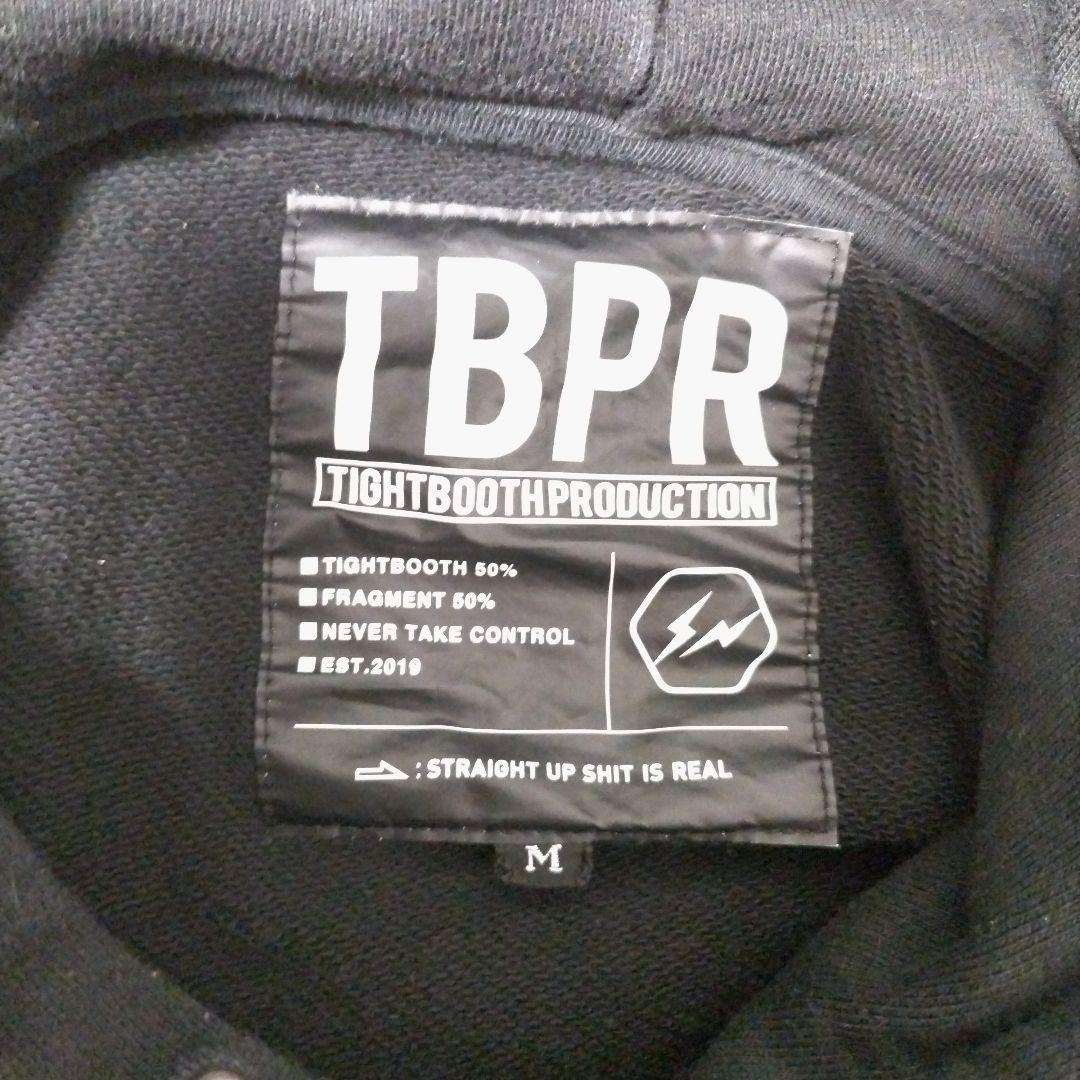 TBPR
TIGHTBOOTHPRODUCTION
TIGHTBOOTH 50%
FRAGMENT 50%
NEVER TAKE CONTROL
EST.2019
:STRAIGHT UP SHIT IS REAL
M